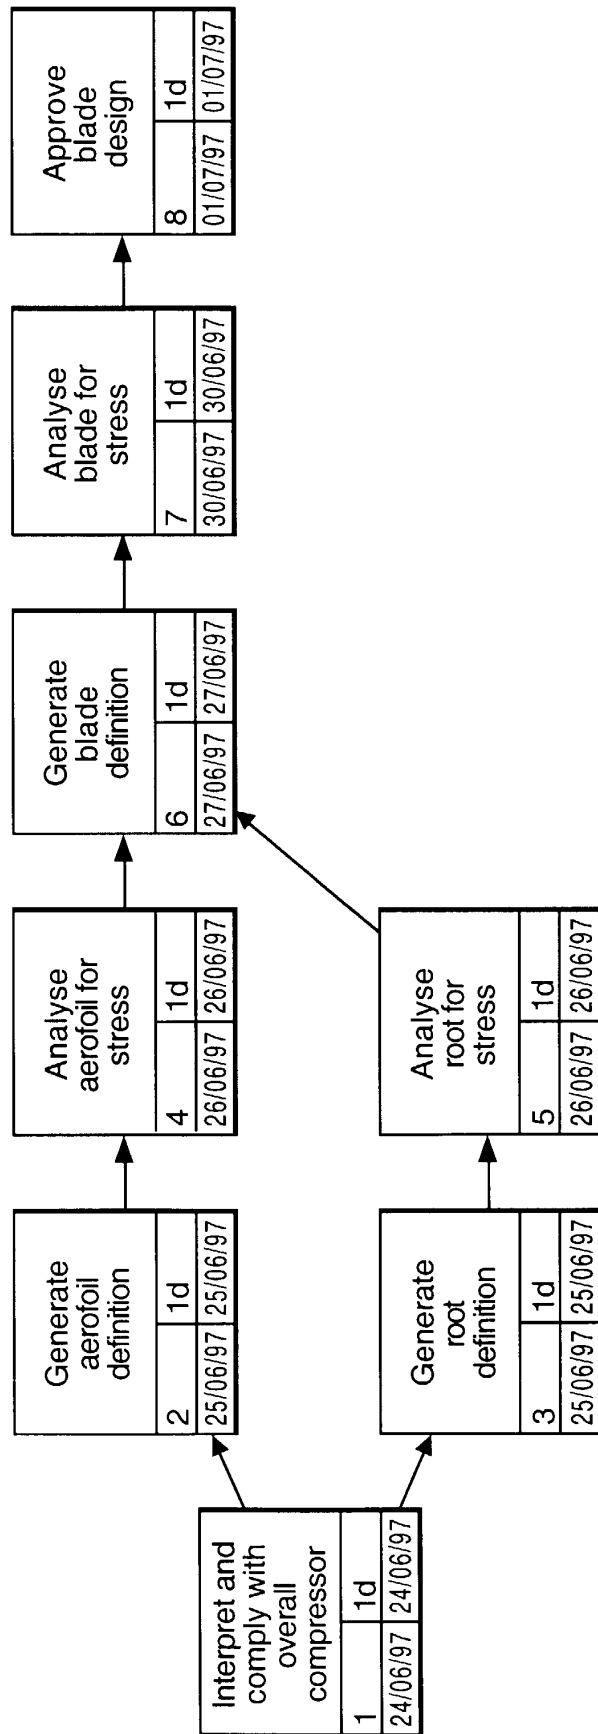 Interpret and
comply with
overall
compressor
1 1d
24/06/97 24/06/97
Generate
aerofoil
definition
2 1d
25/06/97 25/06/97
Generate
root
definition
3 1d
25/06/97 25/06/97
Analyse
aerofoil for
stress
4 1d
26/06/97 26/06/97
Analyse
root for
stress
5 1d
26/06/97 26/06/97
Generate
blade
definition
6 1d
27/06/97 27/06/97
Analyse
blade for
stress
7 1d
30/06/97 30/06/97
Approve
blade
design
8 1d
01/07/97 01/07/97